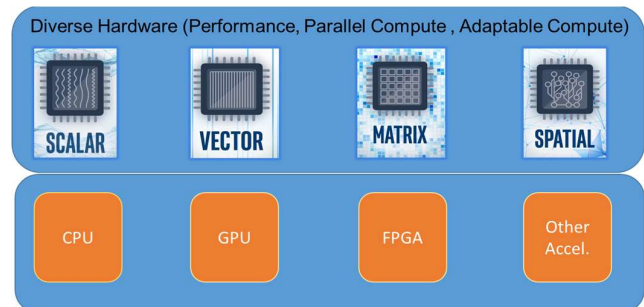 Diverse Hardware (Performance, Parallel Compute , Adaptable Compute)
SCALAR
VECTOR
MATRIX
SPATIAL
CPU
GPU
FPGA
Other
Accel.